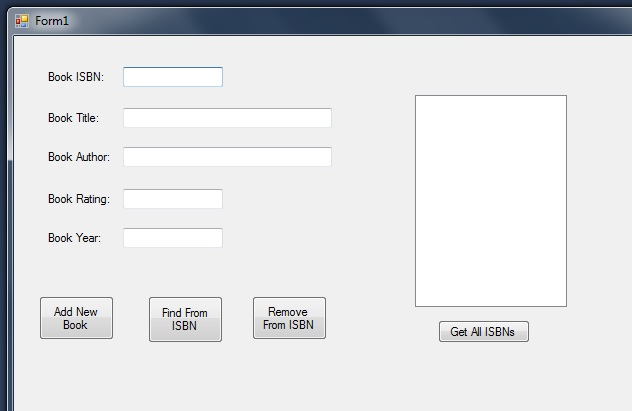 Form1
Book ISBN:
Book Title:
Book Author:
Book Rating:
Book Year:
Add New
Book
Find From
ISBN
Remove
From ISBN
Get All ISBNs